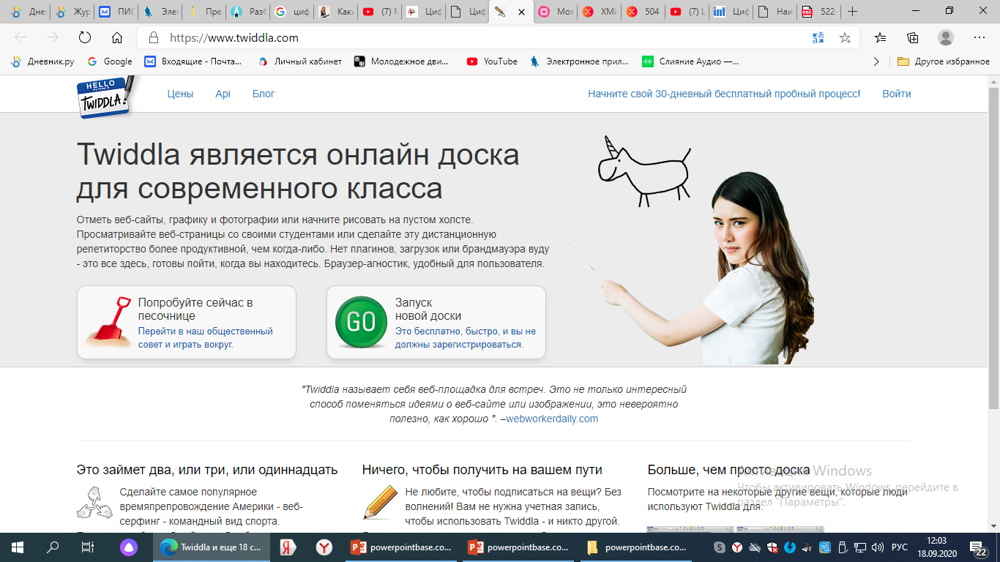 Дне
Жур
ПИС
Эле
Пре
Разб
циф
Как
(7) М
Циф
Циф
Моя
XMi
504
(7) L
Циф
Наи
522-
https://www.twiddla.com
Дневник.ру
Google
Входящие - Почта...
Личный кабинет
Молодежное дви...
YouTube
Электронное прил...
Слияние Аудио —...
Другое избранное
HELLO
my name is
TWIDDLA!
Цены Api Блог
Начните свой 30-дневный бесплатный пробный процесс! Войти
Twiddla является онлайн доска
для современного класса
Отметь веб-сайты, графику и фотографии или начните рисовать на пустом холсте.
Просматривайте веб-страницы со своими студентами или сделайте эту дистанционную
репетиторство более продуктивной, чем когда-либо. Нет плагинов, загрузок или брандмауэра вуду
- это все здесь, готовы пойти, когда вы находитесь. Браузер-агностик, удобный для пользователя.
Попробуйте сейчас в
песочнице
Перейти в наш общественный
совет и играть вокруг.
GO
Запуск
новой доски
Это бесплатно, быстро, и вы не
должны зарегистрироваться.
"Twiddla называет себя веб-площадка для встреч. Это не только интересный
способ поменяться идеями о веб-сайте или изображении, это невероятно
полезно, как хорошо ". –webworkerdaily.com
Это займет два, или три, или одиннадцать
Сделайте самое популярное
времяпрепровождение Америки - веб-
серфинг - командный вид спорта.
Ничего, чтобы получить на вашем пути
Не любите, чтобы подписаться на вещи? Без
волнений! Вам не нужна учетная запись,
чтобы использовать Twiddla - и никто другой.
Больше, чем просто доска
Посмотрите на некоторые другие вещи, которые люди
используют Twiddla для.
Активация Windows
Чтобы активировать Windows, перейдите в
раздел "Параметры".
Twiddla и еще 18 с...
Я
Y
powerpointbase.co...
powerpointbase.co...
powerpointbase.co...
РУС
12:03
18.09.2020
22